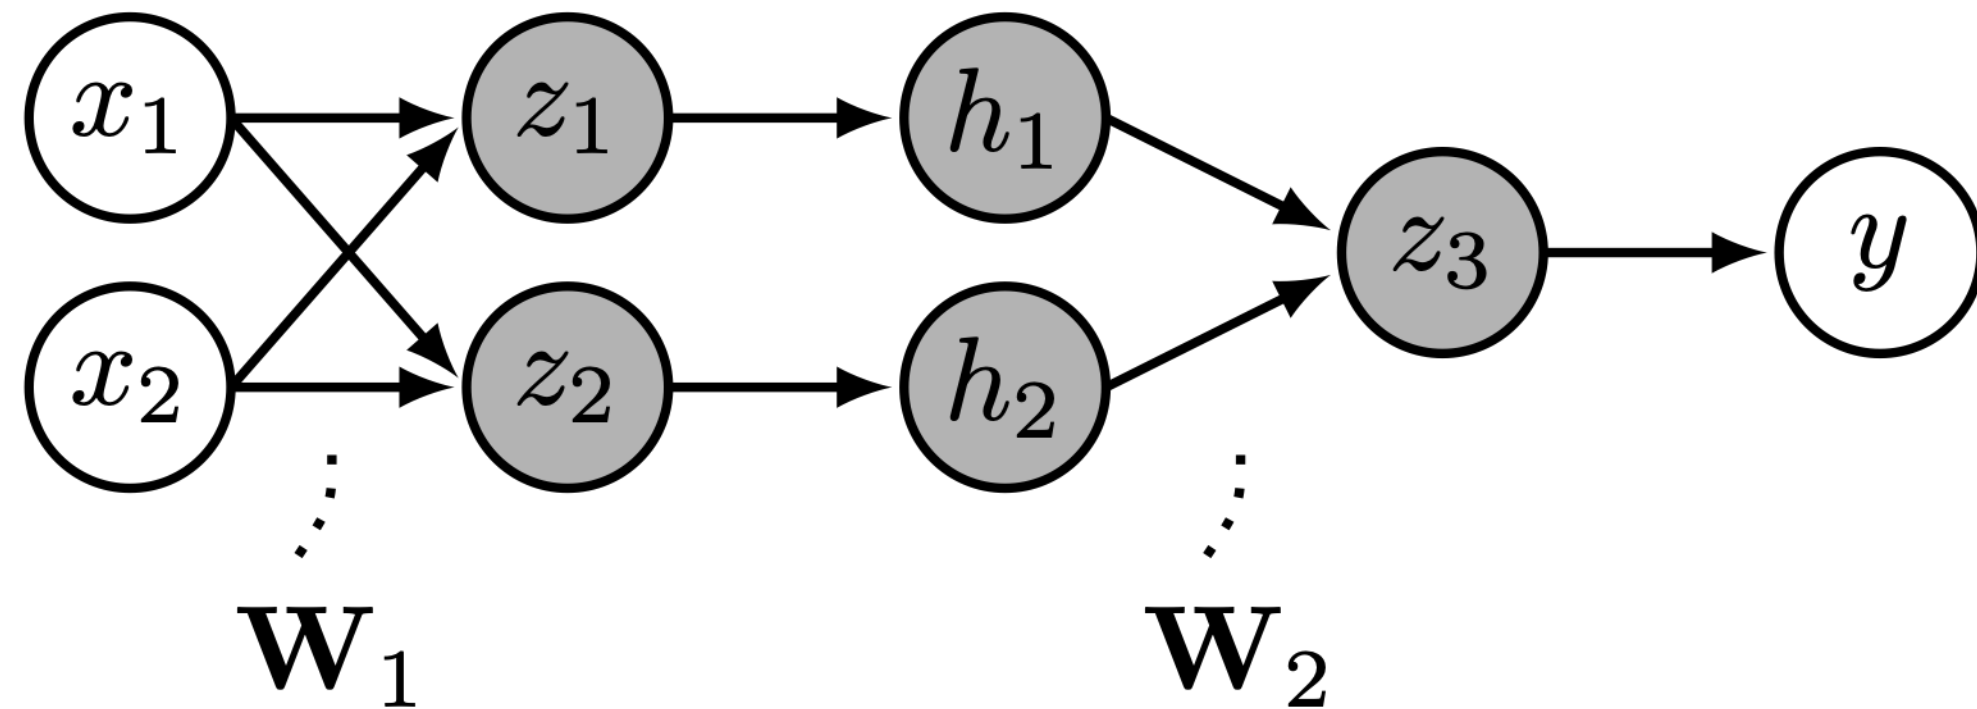 x₁ z₁ h₁
z₃ y
x₂ z₂ h₂
W₁ W₂